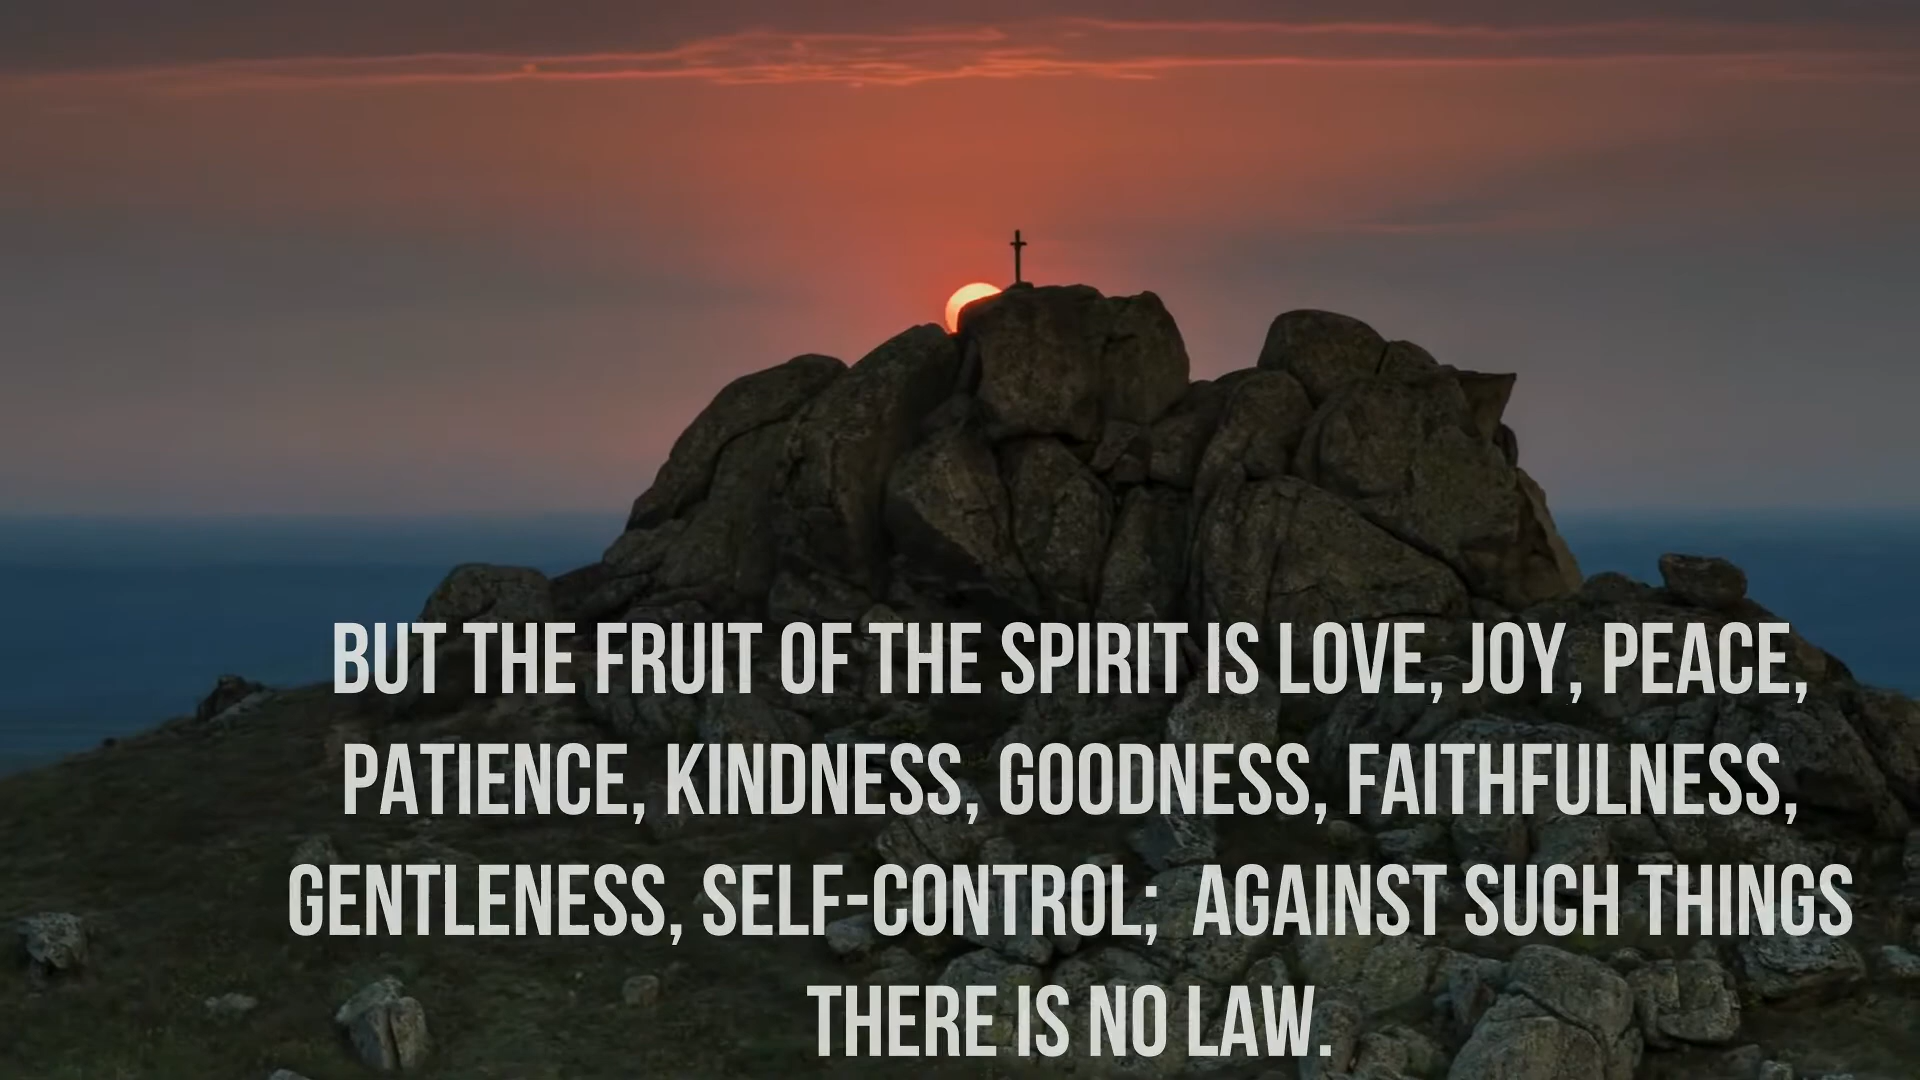 BUT THE FRUIT OF THE SPIRIT IS LOVE, JOY, PEACE,
PATIENCE, KINDNESS, GOODNESS, FAITHFULNESS,
GENTLENESS, SELF-CONTROL;  AGAINST SUCH THINGS
THERE IS NO LAW.